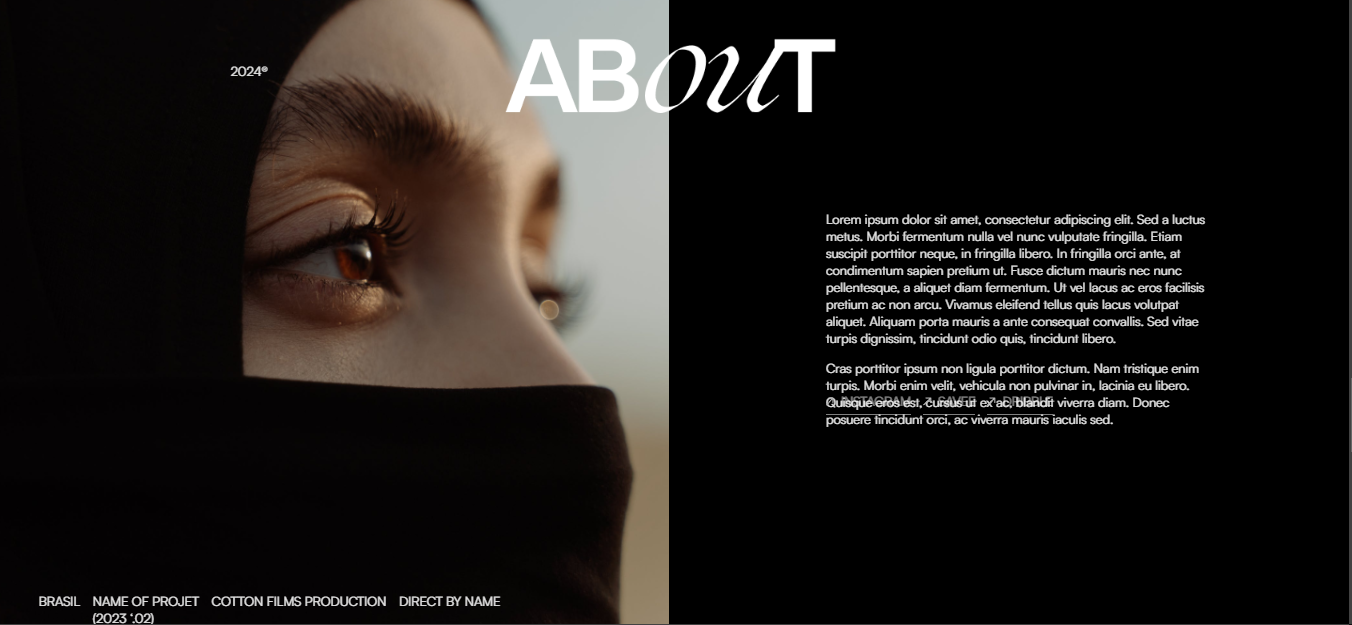 ABOUT
2024®
Lorem ipsum dolor sit amet, consectetur adipiscing elit. Sed a luctus
metus. Morbi fermentum nulla vel nunc vulputate fringilla. Etiam
suscipit porttitor neque, in fringilla libero. In fringilla orci ante, at
condimentum sapien pretium ut. Fusce dictum mauris nec nunc
pellentesque, a aliquet diam fermentum. Ut vel lacus ac eros facilisis
pretium ac non arcu. Vivamus eleifend tellus quis lacus volutpat
aliquet. Aliquam porta mauris a ante consequat convallis. Sed vitae
turpis dignissim, tincidunt odio quis, tincidunt libero.
Cras porttitor ipsum non ligula porttitor dictum. Nam tristique enim
turpis. Morbi enim velit, vehicula non pulvinar in, lacinia eu libero.
↗ INSTAGRAM ↗ SAVEE ↗ DRIBBLE
Quisque eros est, cursus ut ex ac, blandit viverra diam. Donec
posuere tincidunt orci, ac viverra mauris iaculis sed.
BRASIL NAME OF PROJET COTTON FILMS PRODUCTION DIRECT BY NAME
(2023 '.02)